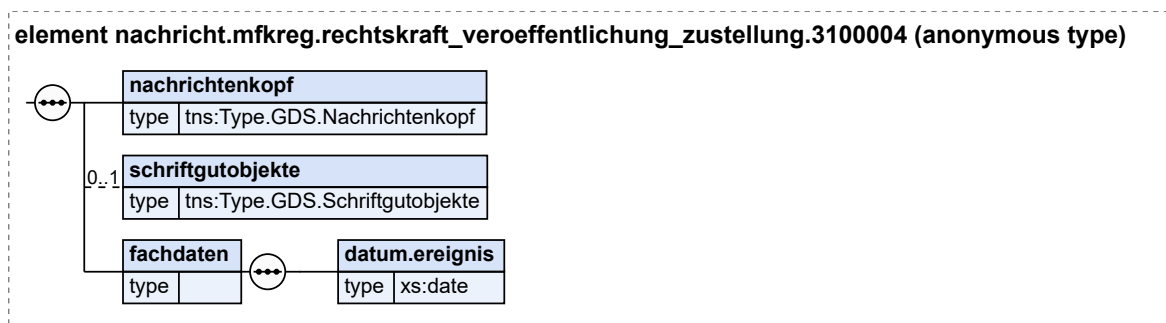 element nachricht.mfkreg.rechtskraft_veroeffentlichung_zustellung.3100004 (anonymous type)
nachrichtenkopf
type tns:Type.GDS.Nachrichtenkopf
0..1
schriftgutobjekte
type tns:Type.GDS.Schriftgutobjekte
fachdaten
type
datum.ereignis
type xs:date